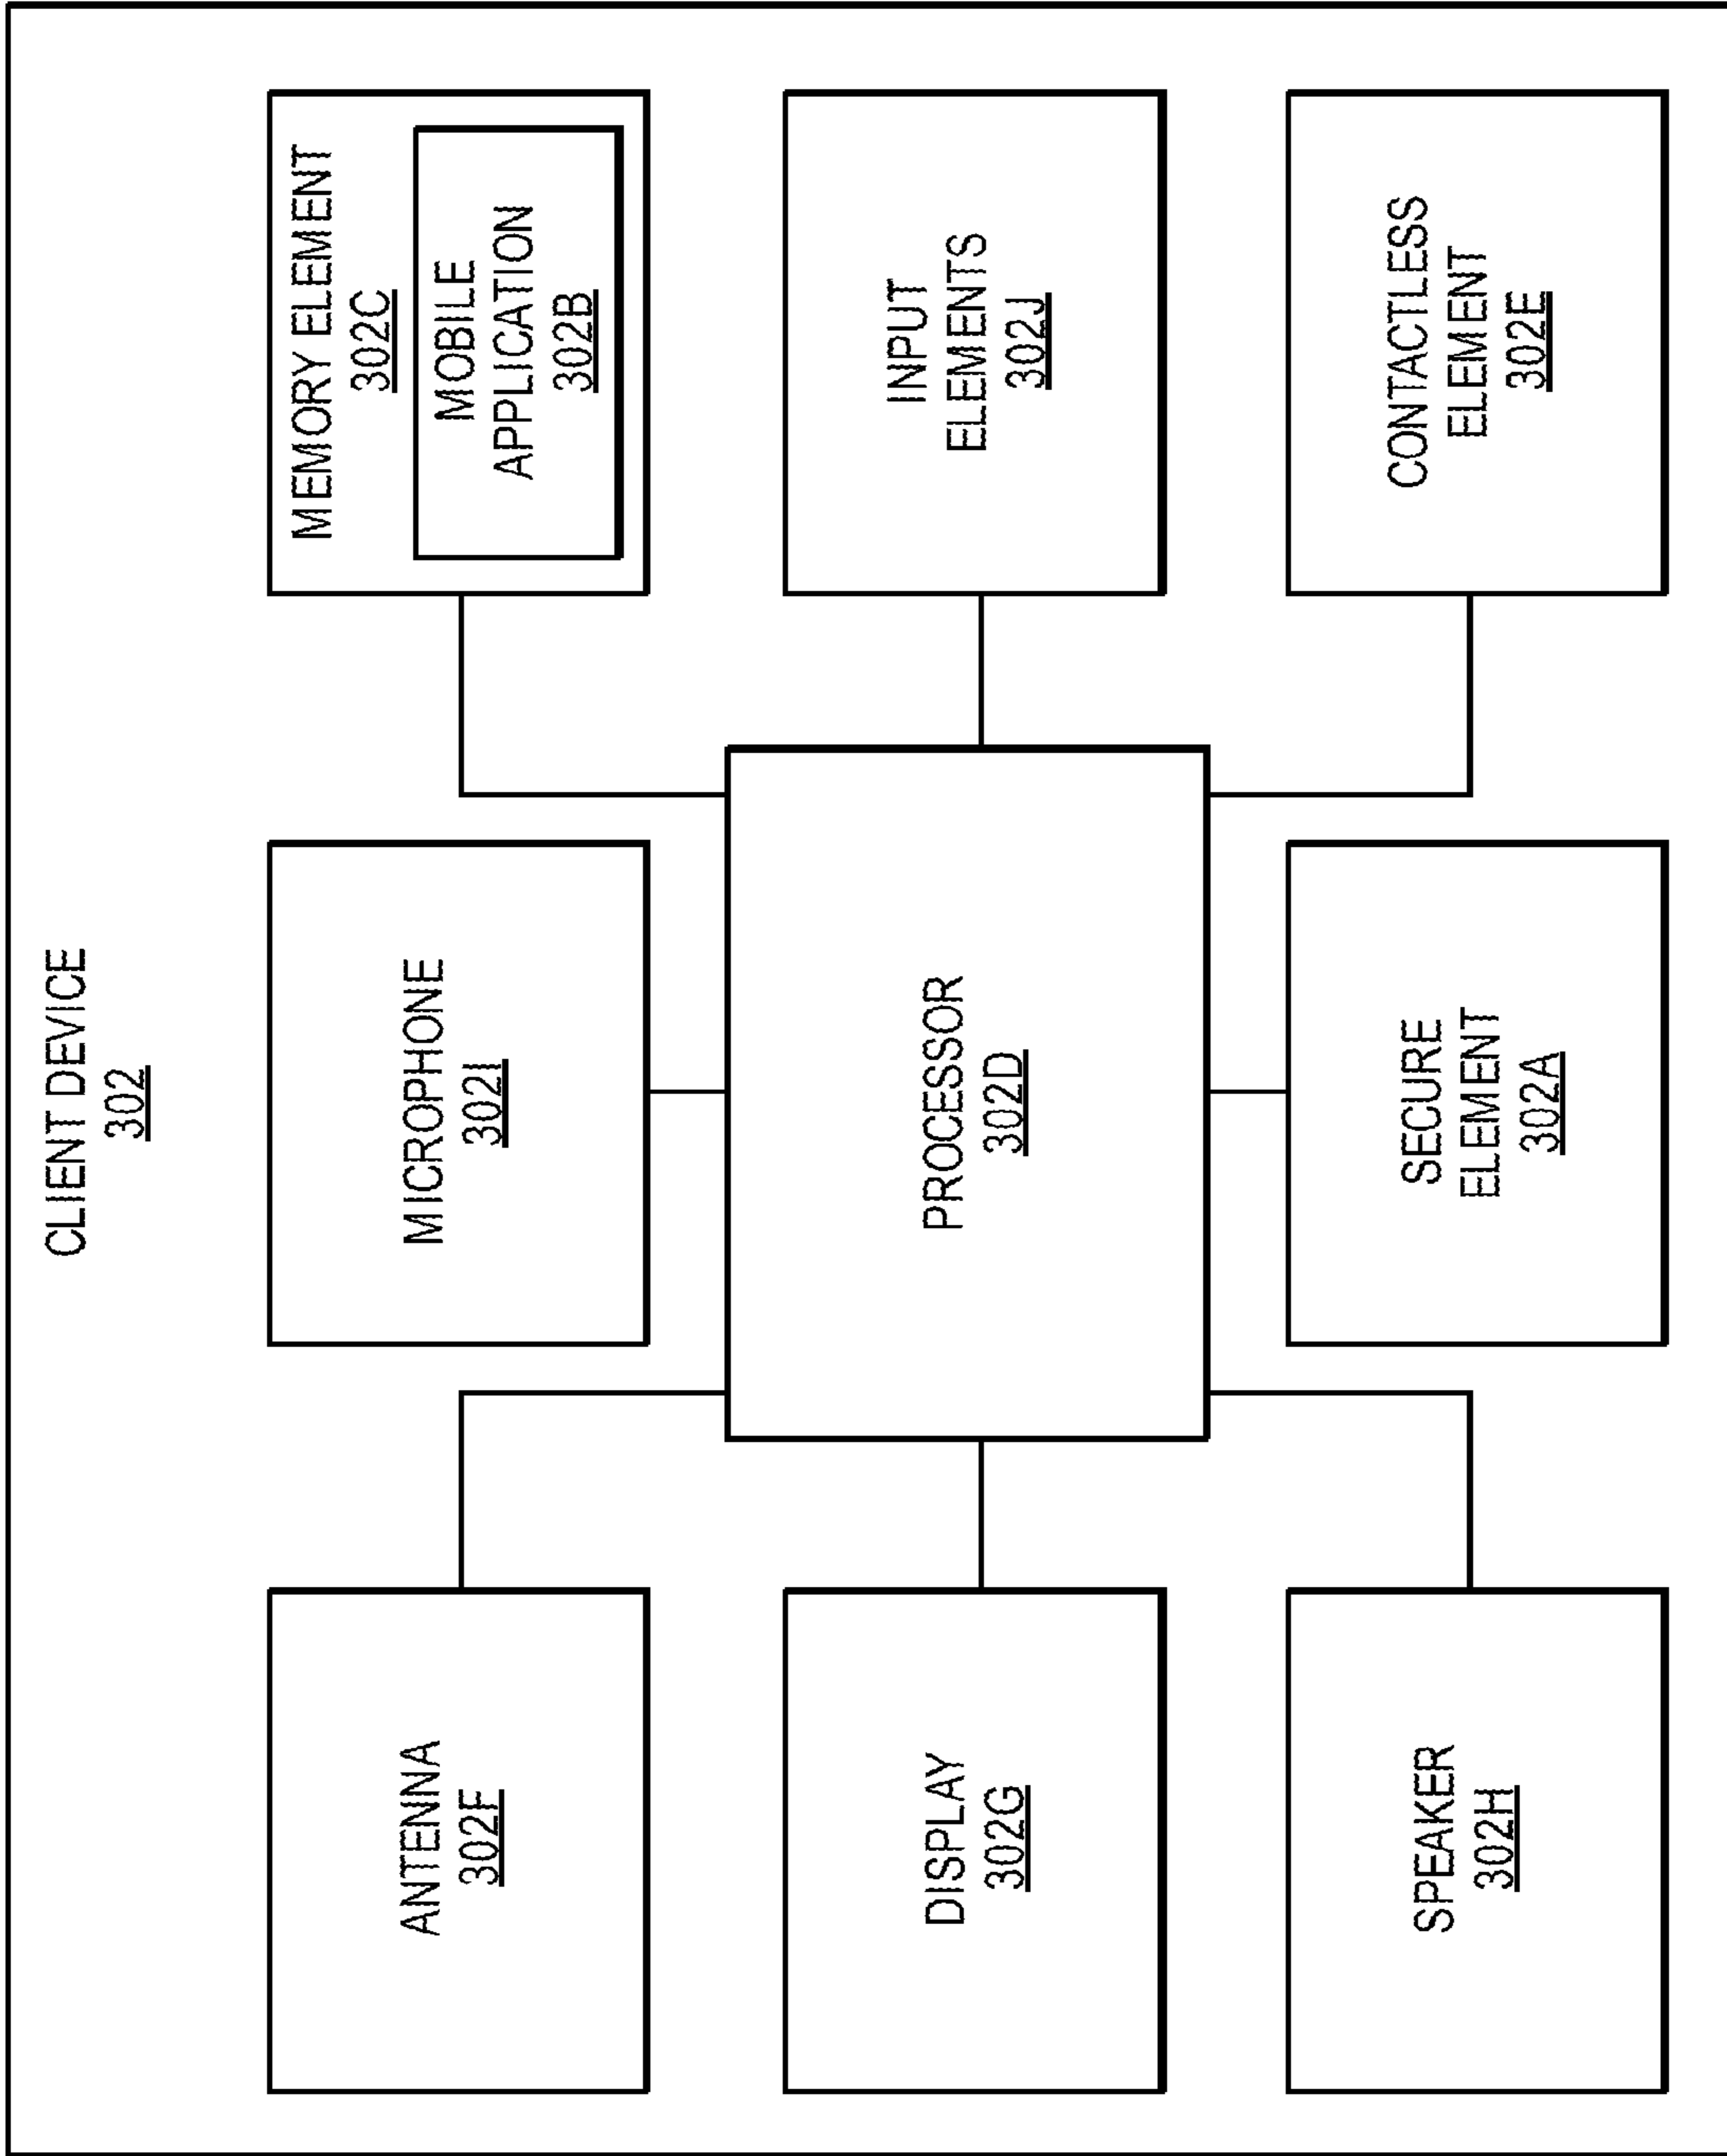 CLIENT DEVICE
302
ANTENNA
302F
MICROPHONE
302I
MEMORY ELEMENT
302C
MOBILE
APPLICATION
302B
DISPLAY
302G
PROCESSOR
302D
INPUT
ELEMENTS
302J
SPEAKER
302H
SECURE
ELEMENT
302A
CONTACTLESS
ELEMENT
302E